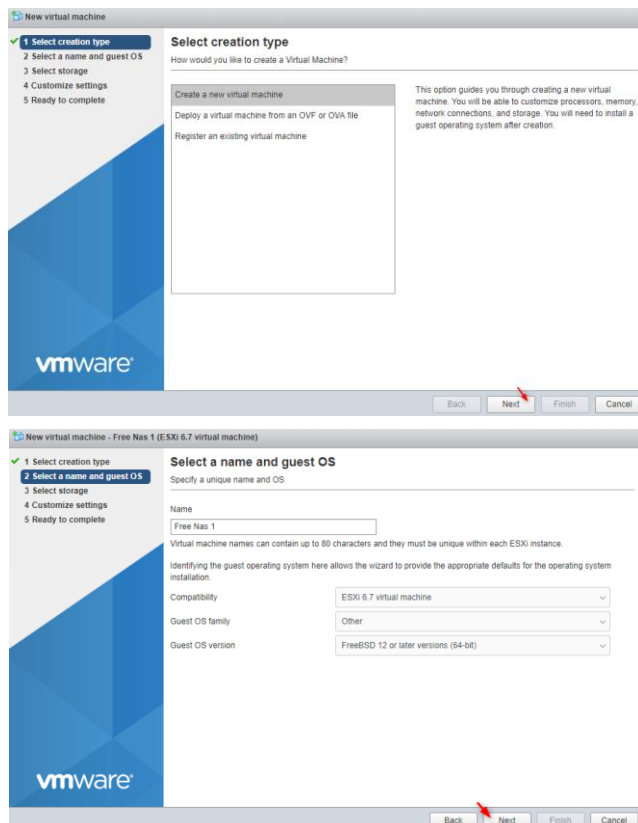 New virtual machine
1 Select creation type
2 Select a name and guest OS
3 Select storage
4 Customize settings
5 Ready to complete
Select creation type
How would you like to create a Virtual Machine?
Create a new virtual machine
Deploy a virtual machine from an OVF or OVA file
Register an existing virtual machine
This option guides you through creating a new virtual
machine. You will be able to customize processors, memory,
network connections, and storage. You will need to install a
guest operating system after creation.
vmware®
Back Next Finish Cancel
New virtual machine - Free Nas 1 (ESXi 6.7 virtual machine)
1 Select creation type
2 Select a name and guest OS
3 Select storage
4 Customize settings
5 Ready to complete
Select a name and guest OS
Specify a unique name and OS
Name
Free Nas 1
Virtual machine names can contain up to 80 characters and they must be unique within each ESXi instance.
Identifying the guest operating system here allows the wizard to provide the appropriate defaults for the operating system
installation.
Compatibility ESXi 6.7 virtual machine
Guest OS family Other
Guest OS version FreeBSD 12 or later versions (64-bit)
vmware®
Back Next Finish Cancel